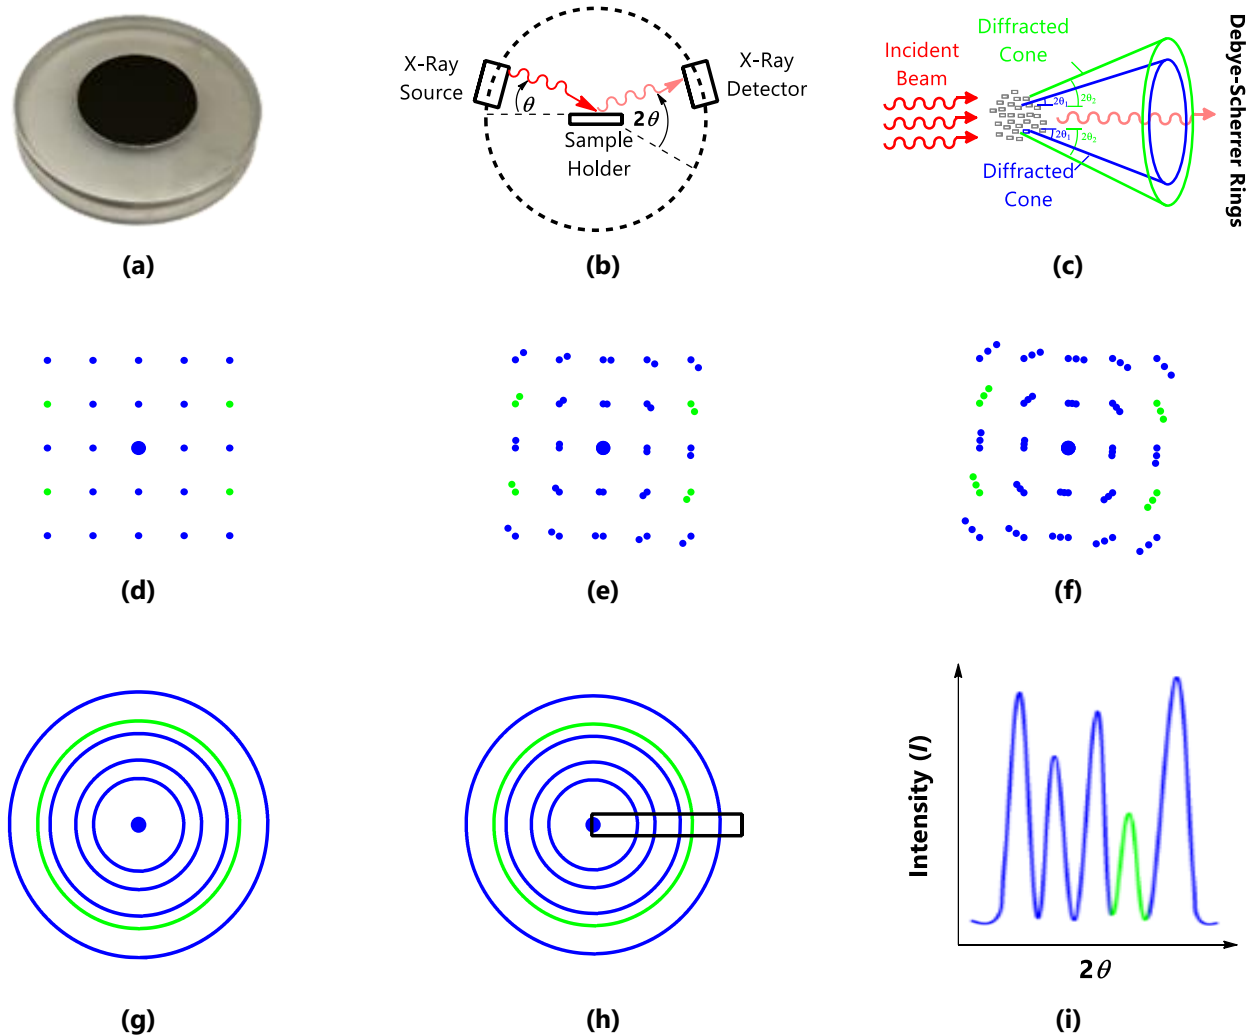 X-Ray
Source
θ
2θ
Sample
Holder
X-Ray
Detector
Incident
Beam
Diffracted
Cone
2θ₁
2θ₂
2θ₁
2θ₂
Diffracted
Cone
Debye-Scherrer Rings
(a)
(b)
(c)
(d)
(e)
(f)
Intensity (I)
2θ
(g)
(h)
(i)